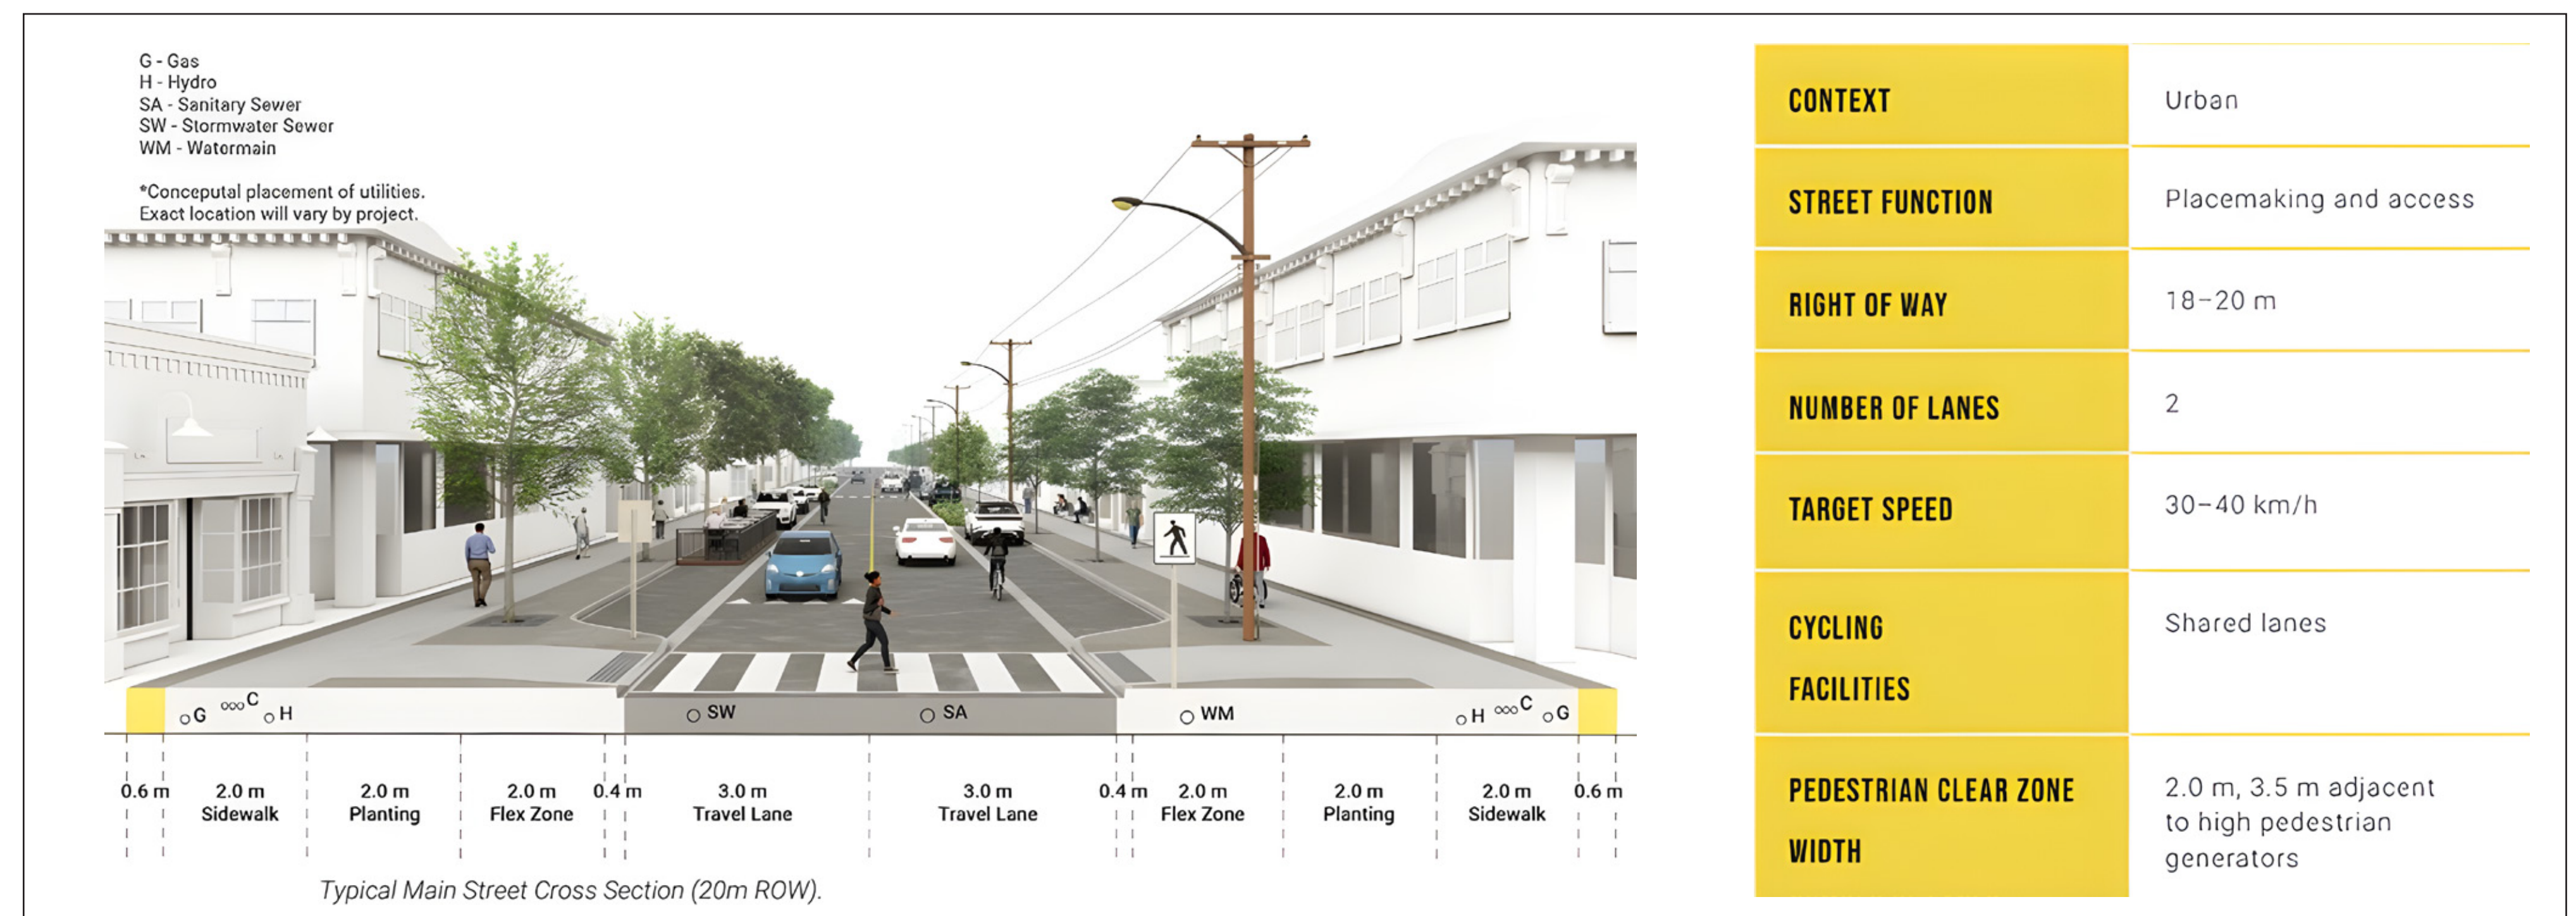 G - Gas
H - Hydro
SA - Sanitary Sewer
SW - Stormwater Sewer
WM - Watermain
*Conceputal placement of utilities.
Exact location will vary by project.
G
C
H
SW
SA
WM
H
C
G
0.6 m
2.0 m
Sidewalk
2.0 m
Planting
2.0 m
Flex Zone
0.4 m
3.0 m
Travel Lane
3.0 m
Travel Lane
0.4 m
2.0 m
Flex Zone
2.0 m
Planting
2.0 m
Sidewalk
0.6 m
Typical Main Street Cross Section (20m ROW).
CONTEXT
Urban
STREET FUNCTION
Placemaking and access
RIGHT OF WAY
18–20 m
NUMBER OF LANES
2
TARGET SPEED
30–40 km/h
CYCLING
FACILITIES
Shared lanes
PEDESTRIAN CLEAR ZONE
WIDTH
2.0 m, 3.5 m adjacent
to high pedestrian
generators